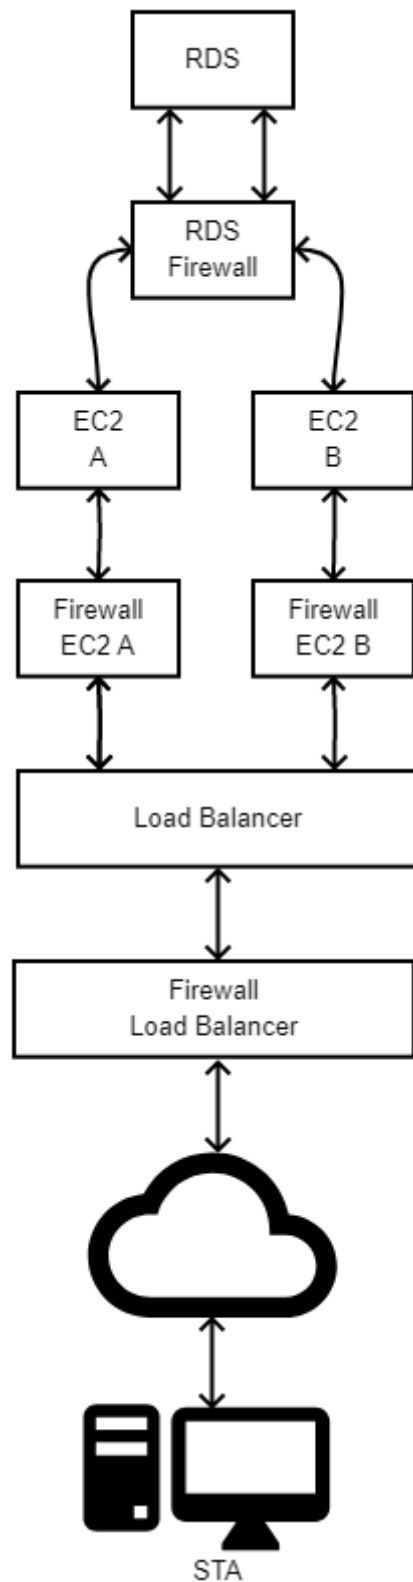 RDS
RDS
Firewall
EC2
A
EC2
B
Firewall
EC2 A
Firewall
EC2 B
Load Balancer
Firewall
Load Balancer
STA